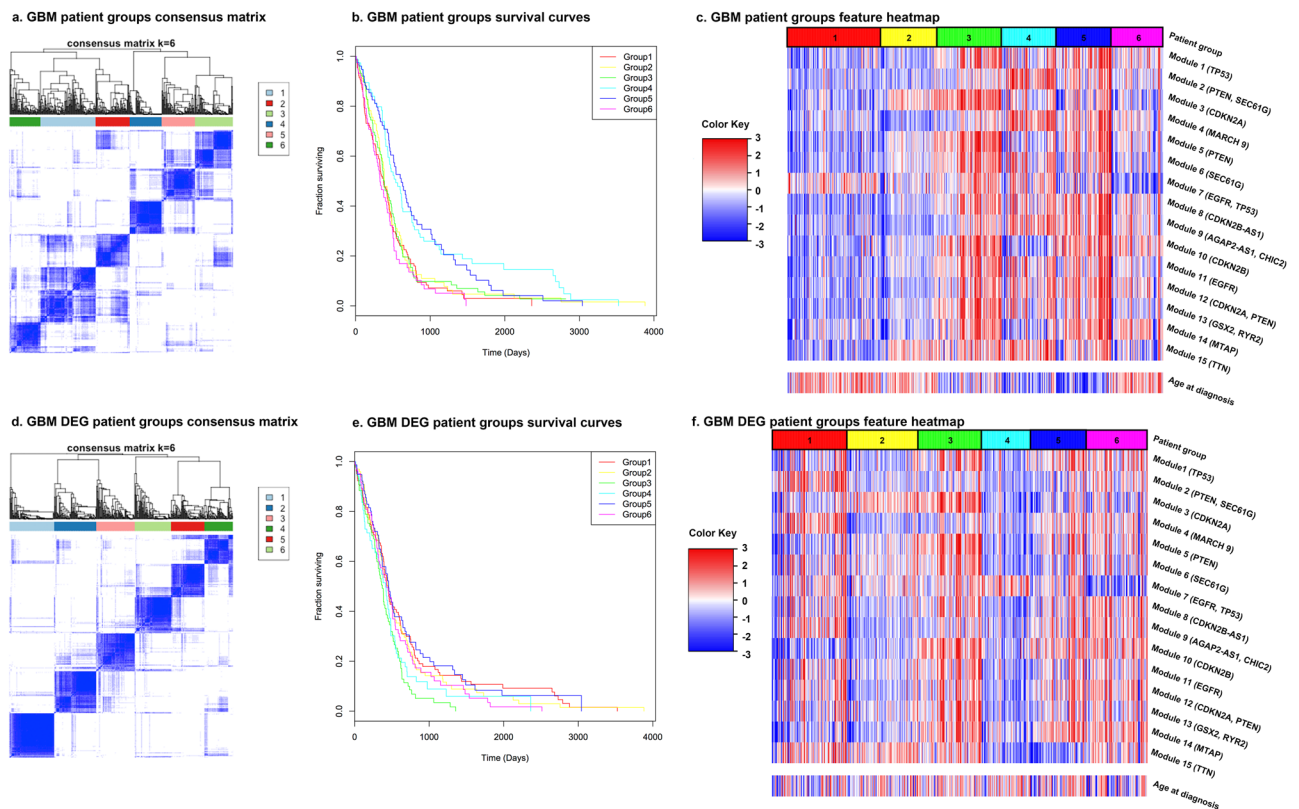 a. GBM patient groups consensus matrix
consensus matrix k=6
1
2
3
4
5
6
b. GBM patient groups survival curves
Fraction surviving
1.0
0.8
0.6
0.4
0.2
0.0
0
1000
2000
3000
4000
Time (Days)
Group1
Group2
Group3
Group4
Group5
Group6
c. GBM patient groups feature heatmap
Color Key
3
2
1
0
-1
-2
-3
1
2
3
4
5
6
Patient group
Module 1 (TP53)
Module 2 (PTEN, SEC61G)
Module 3 (CDKN2A)
Module 4 (MARCH 9)
Module 5 (PTEN)
Module 6 (SEC61G)
Module 7 (EGFR, TP53)
Module 8 (CDKN2B-AS1)
Module 9 (AGAP2-AS1, CHIC2)
Module 10 (CDKN2B)
Module 11 (EGFR)
Module 12 (CDKN2A, PTEN)
Module 13 (GSX2, RYR2)
Module 14 (MTAP)
Module 15 (TTN)
Age at diagnosis
d. GBM DEG patient groups consensus matrix
consensus matrix k=6
1
2
3
4
5
6
e. GBM DEG patient groups survival curves
Fraction surviving
1.0
0.8
0.6
0.4
0.2
0.0
0
1000
2000
3000
4000
Time (Days)
Group1
Group2
Group3
Group4
Group5
Group6
f. GBM DEG patient groups feature heatmap
Color Key
3
2
1
0
-1
-2
-3
1
2
3
4
5
6
Patient group
Module1 (TP53)
Module 2 (PTEN, SEC61G)
Module 3 (CDKN2A)
Module 4 (MARCH 9)
Module 5 (PTEN)
Module 6 (SEC61G)
Module 7 (EGFR, TP53)
Module 8 (CDKN2B-AS1)
Module 9 (AGAP2-AS1, CHIC2)
Module 10 (CDKN2B)
Module 11 (EGFR)
Module 12 (CDKN2A, PTEN)
Module 13 (GSX2, RYR2)
Module 14 (MTAP)
Module 15 (TTN)
Age at diagnosis